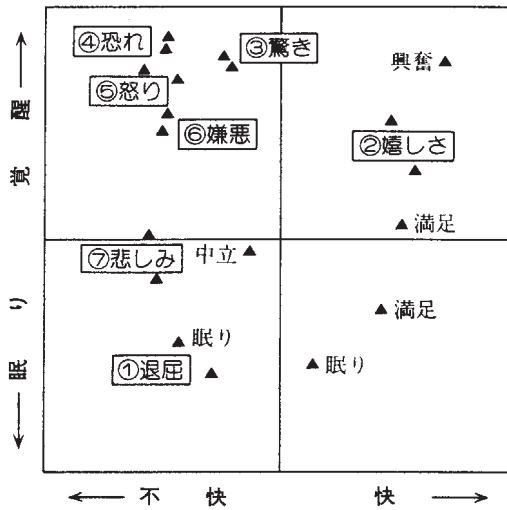 ④恐れ
③驚き
興奮
⑤怒り
⑥嫌悪
②嬉しさ
満足
⑦悲しみ
中立
満足
眠り
眠り
①退屈
覚醒
眠り
不快
快